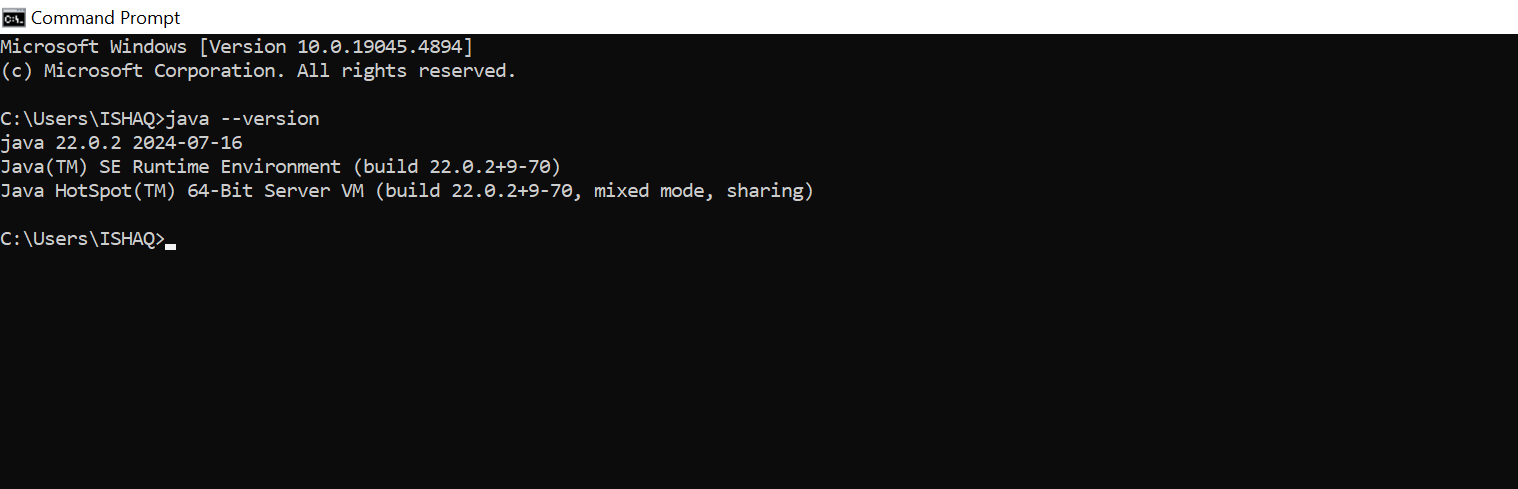 Command Prompt
Microsoft Windows [Version 10.0.19045.4894]
(c) Microsoft Corporation. All rights reserved.
C:\Users\ISHAQ>java --version
java 22.0.2 2024-07-16
Java(TM) SE Runtime Environment (build 22.0.2+9-70)
Java HotSpot(TM) 64-Bit Server VM (build 22.0.2+9-70, mixed mode, sharing)
C:\Users\ISHAQ>